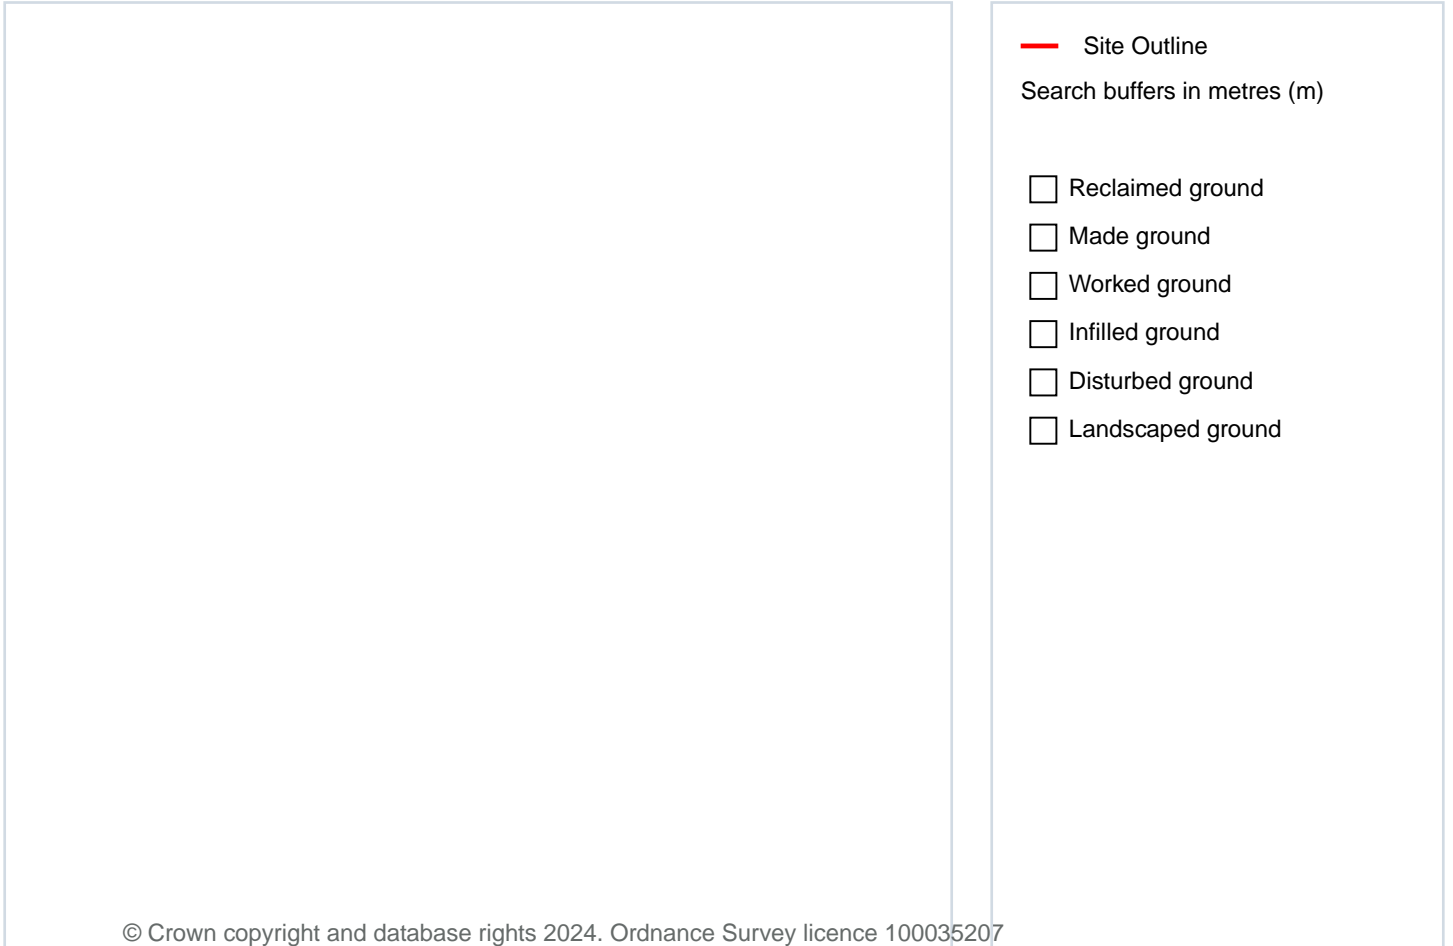 Site Outline
Search buffers in metres (m)
Reclaimed ground
Made ground
Worked ground
Infilled ground
Disturbed ground
Landscaped ground
© Crown copyright and database rights 2024. Ordnance Survey licence 100035207